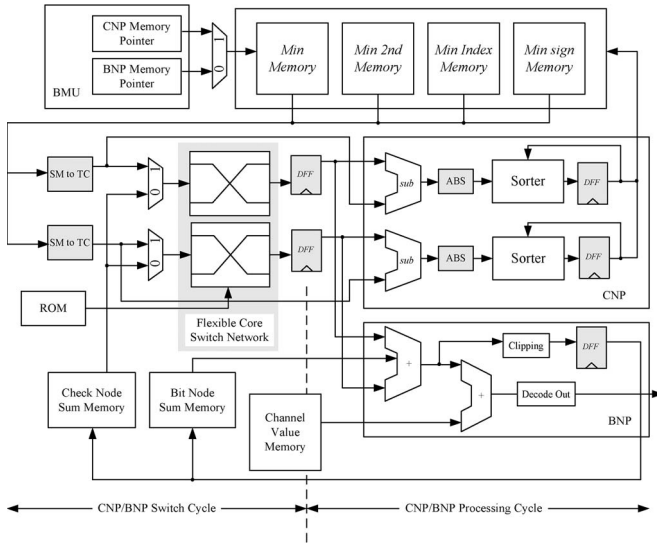 CNP Memory
Pointer
BNP Memory
Pointer
BMU
1
0
Min
Memory
Min 2nd
Memory
Min Index
Memory
Min sign
Memory
SM to TC
1
0
DFF
sub
ABS
Sorter
DFF
SM to TC
1
0
DFF
sub
ABS
Sorter
DFF
CNP
ROM
Flexible Core
Switch Network
+
Clipping
DFF
Check Node
Sum Memory
Bit Node
Sum Memory
Channel
Value
Memory
+
Decode Out
BNP
CNP/BNP Switch Cycle
CNP/BNP Processing Cycle